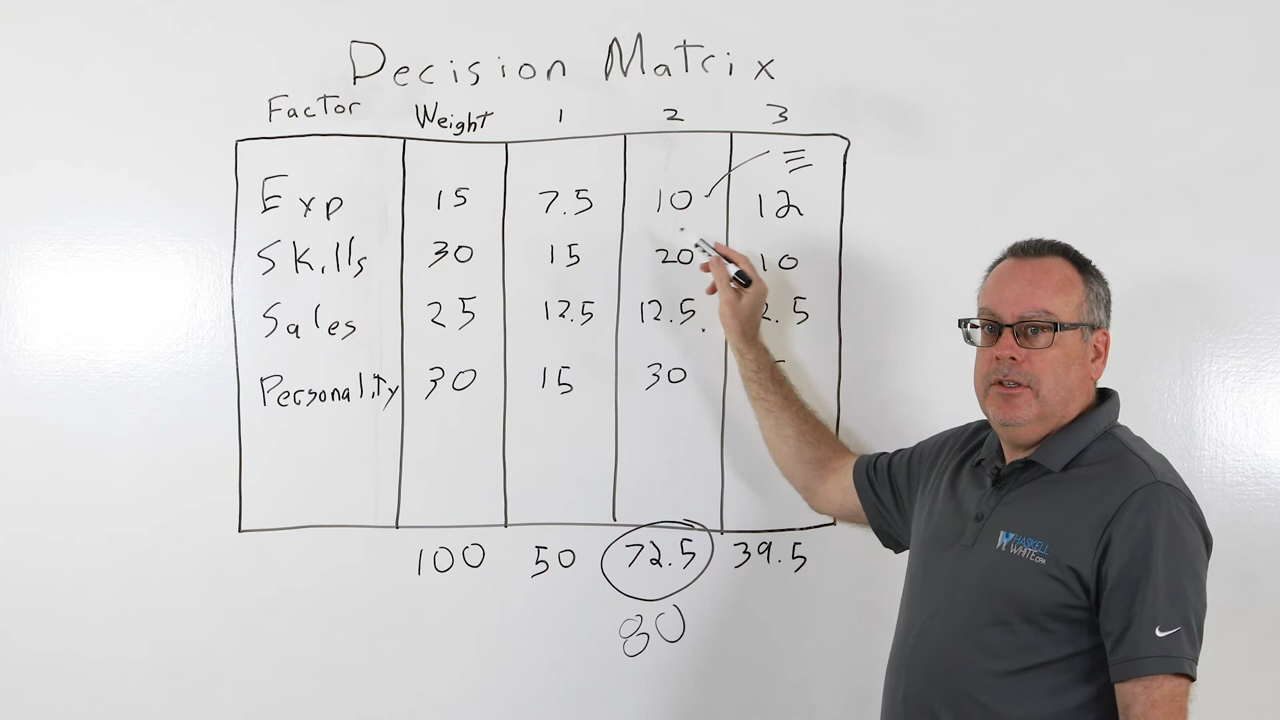 Decision Matrix
Factor Weight 1 2 3
Exp 15 7.5 10 12
Skills 30 15 20 10
Sales 25 12.5 12.5
Personality 30 15 30
100 50 72.5 39.5
80
HASKELL
WHITE CPA